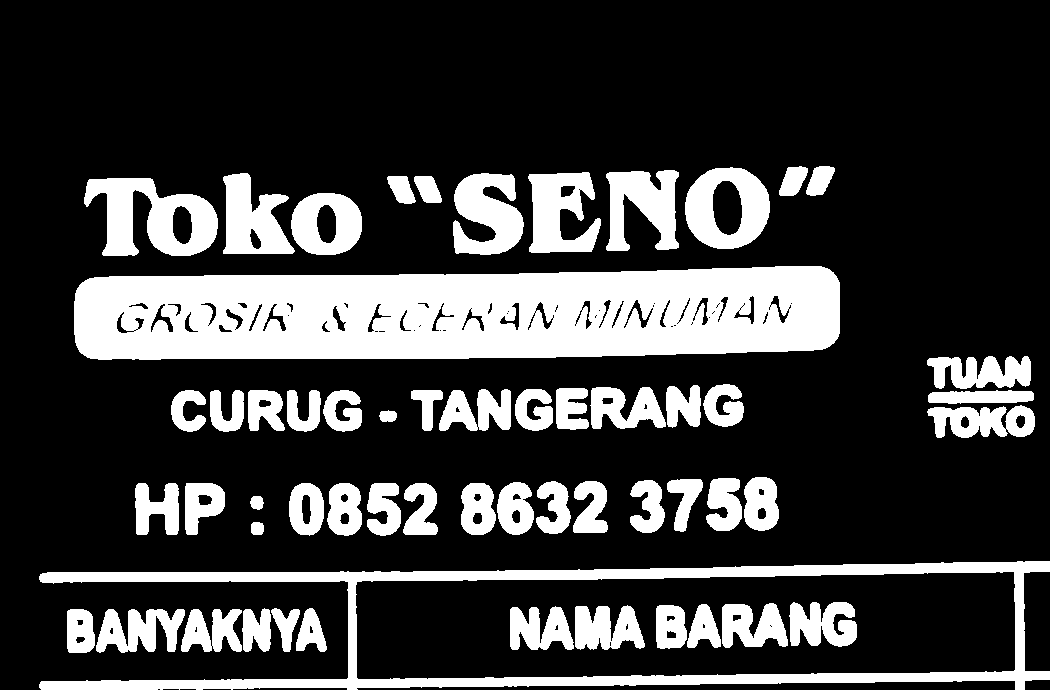 Toko "SENO"
GROSIR & ECERAN MINUMAN
CURUG - TANGERANG
TUAN
TOKO
HP : 0852 8632 3758
BANYAKNYA NAMA BARANG